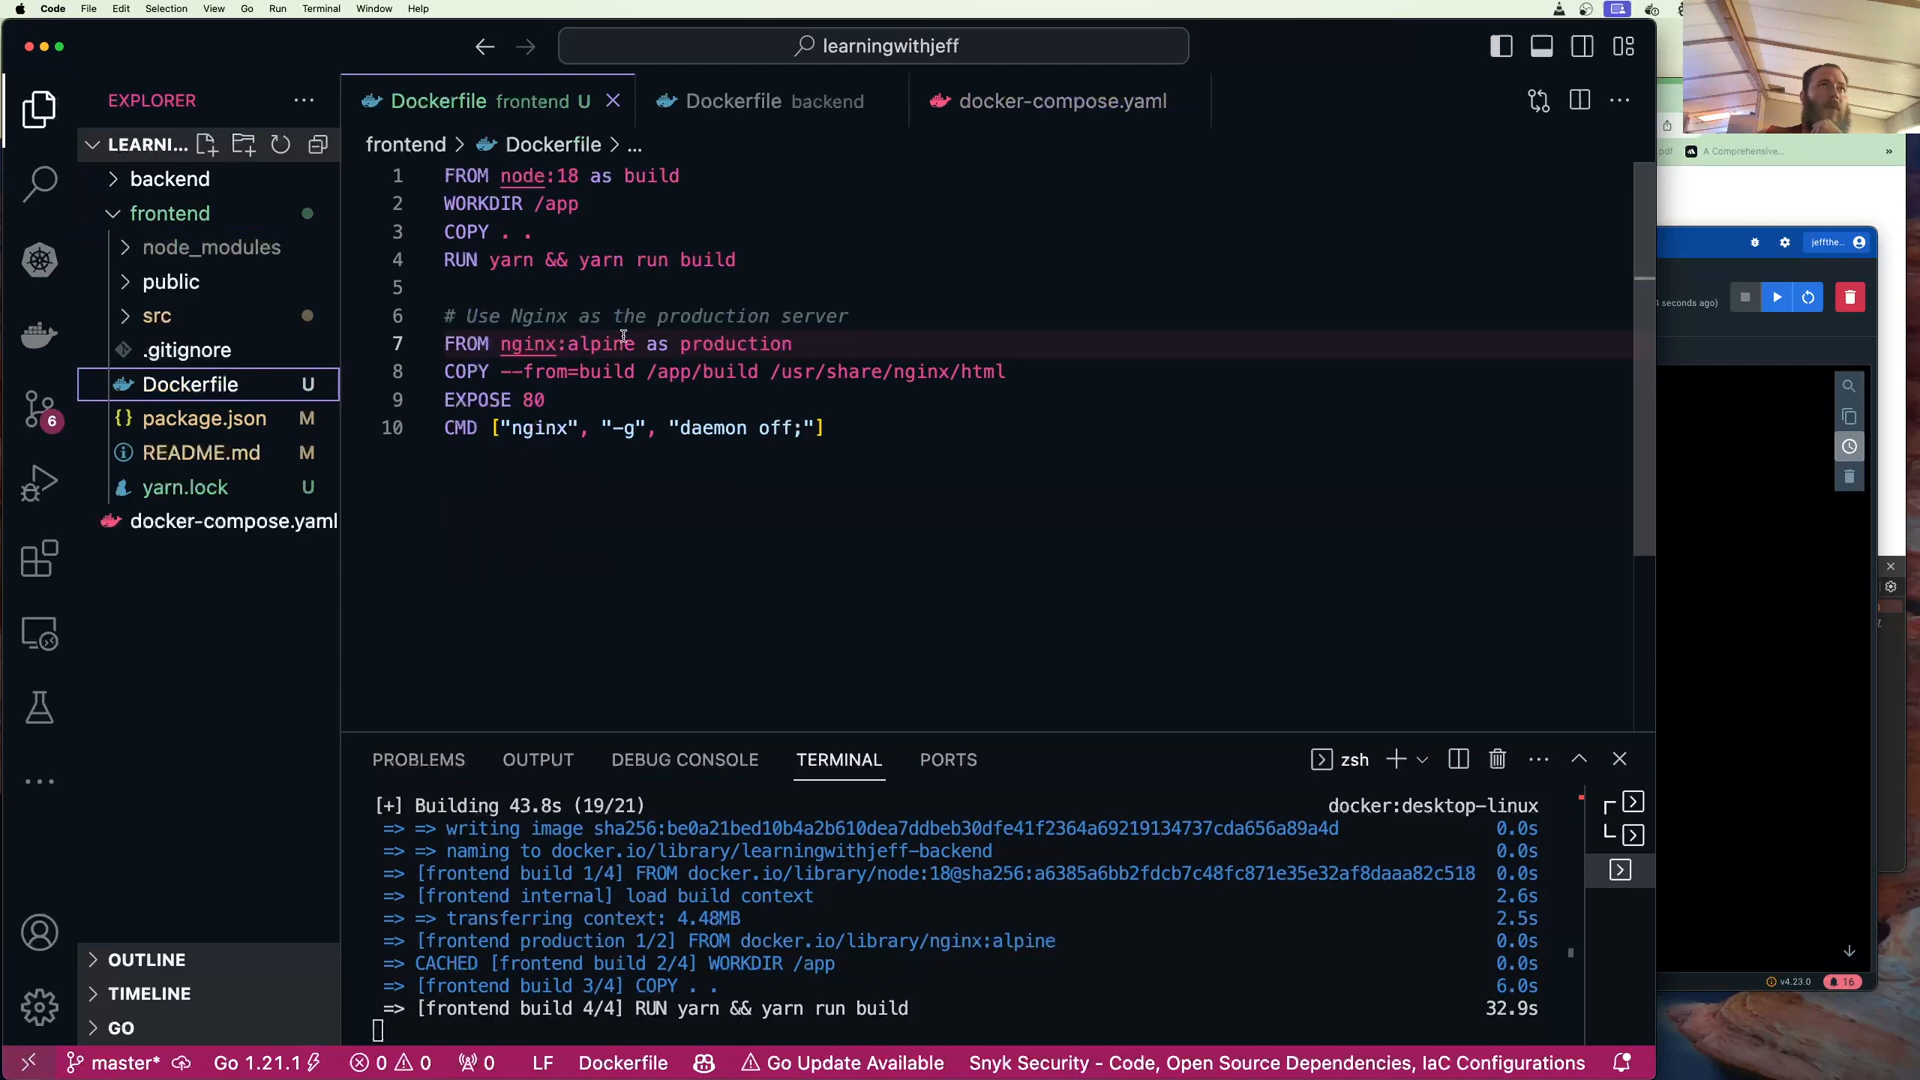 Code File Edit Selection View Go Run Terminal Window Help
learningwithjeff
EXPLORER
Dockerfile frontend U
Dockerfile backend
docker-compose.yaml
LEARNI...
frontend > Dockerfile > ...
backend
frontend
node_modules
public
src
.gitignore
Dockerfile U
package.json M
README.md M
yarn.lock U
docker-compose.yaml
OUTLINE
TIMELINE
GO
6
1 FROM node:18 as build
2 WORKDIR /app
3 COPY . .
4 RUN yarn && yarn run build
5
6 # Use Nginx as the production server
7 FROM nginx:alpine as production
8 COPY --from=build /app/build /usr/share/nginx/html
9 EXPOSE 80
10 CMD ["nginx", "-g", "daemon off;"]
PROBLEMS OUTPUT DEBUG CONSOLE TERMINAL PORTS
zsh
[+] Building 43.8s (19/21) docker:desktop-linux
=> => writing image sha256:be0a21bed10b4a2b610dea7ddbeb30dfe41f2364a69219134737cda656a89a4d 0.0s
=> => naming to docker.io/library/learningwithjeff-backend 0.0s
=> [frontend build 1/4] FROM docker.io/library/node:18@sha256:a6385a6bb2fdcb7c48fc871e35e32af8daaa82c518 0.0s
=> [frontend internal] load build context 2.6s
=> => transferring context: 4.48MB 2.5s
=> [frontend production 1/2] FROM docker.io/library/nginx:alpine 0.0s
=> CACHED [frontend build 2/4] WORKDIR /app 0.0s
=> [frontend build 3/4] COPY . . 6.0s
=> [frontend build 4/4] RUN yarn && yarn run build 32.9s
master* Go 1.21.1 0 0 0 LF Dockerfile Go Update Available Snyk Security - Code, Open Source Dependencies, IaC Configurations
.pdf A Comprehensive... »
jeffthe...
seconds ago)
v4.23.0 16